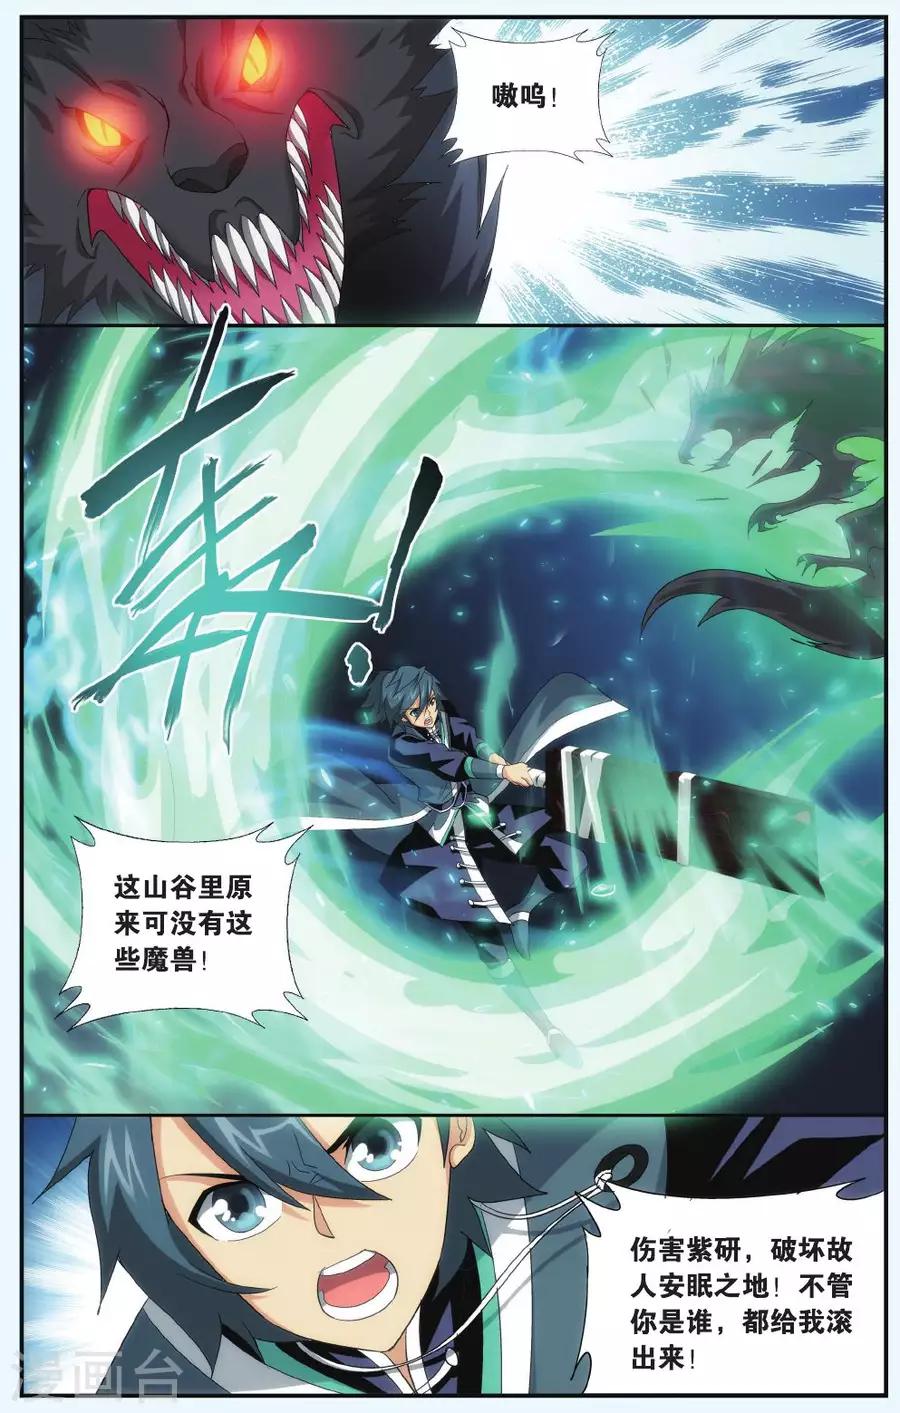 嗷呜！
轰！
这山谷里原
来可没有这
些魔兽！
伤害紫研，破坏故
人安眠之地！不管
你是谁，都给我滚
出来！
漫画台